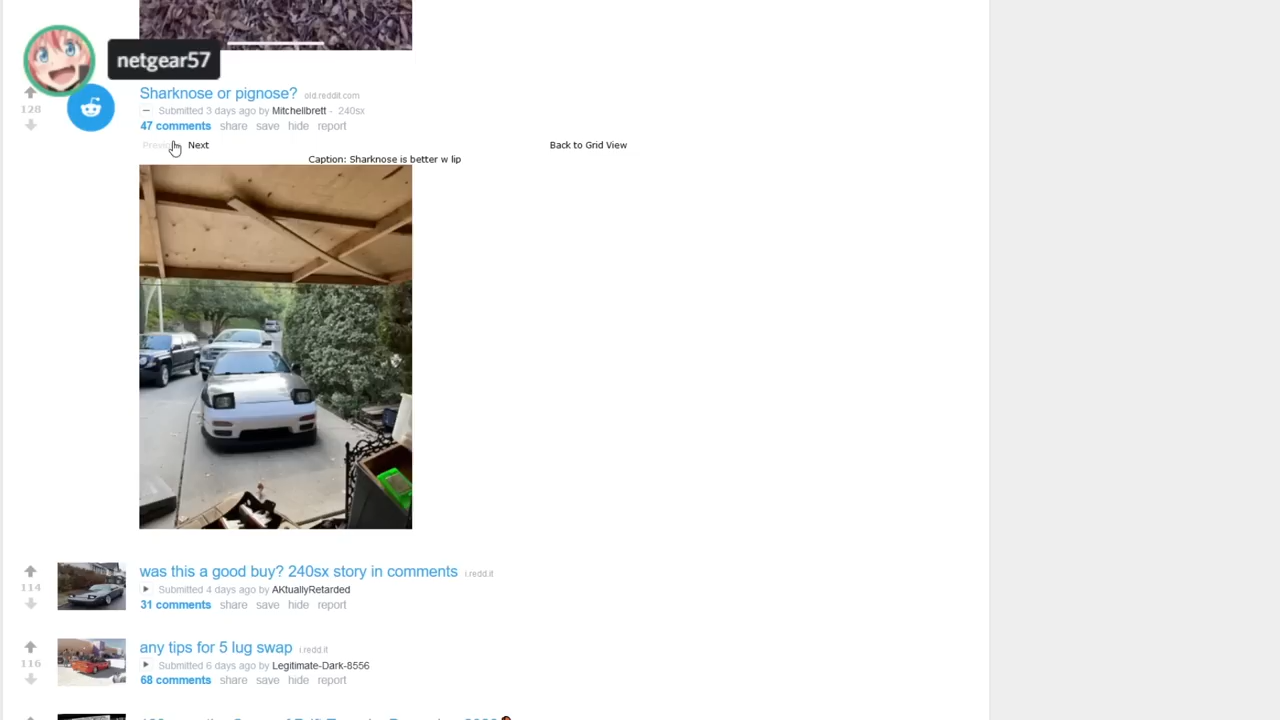 netgear57
Sharknose or pignose? old.reddit.com
128
Submitted 3 days ago by Mitchellbrett - 240sx
47 comments share save hide report
Next
Back to Grid View
Caption: Sharknose is better w lip
was this a good buy? 240sx story in comments i.redd.it
114
Submitted 4 days ago by AKtuallyRetarded
31 comments share save hide report
any tips for 5 lug swap i.redd.it
116
Submitted 6 days ago by Legitimate-Dark-8556
68 comments share save hide report